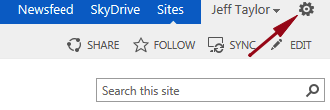 Newsfeed SkyDrive Sites Jeff Taylor
SHARE FOLLOW SYNC EDIT
Search this site